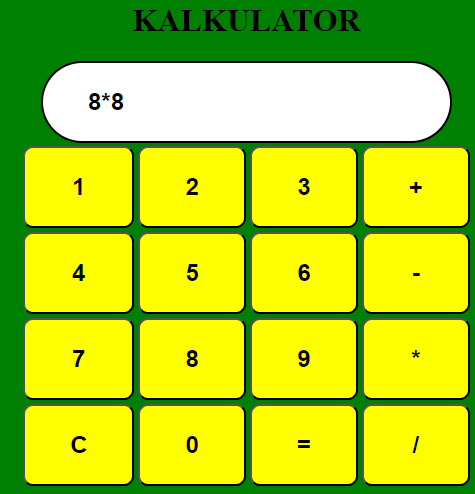 KALKULATOR
8*8
1 2 3 +
4 5 6 -
7 8 9 *
C 0 = /